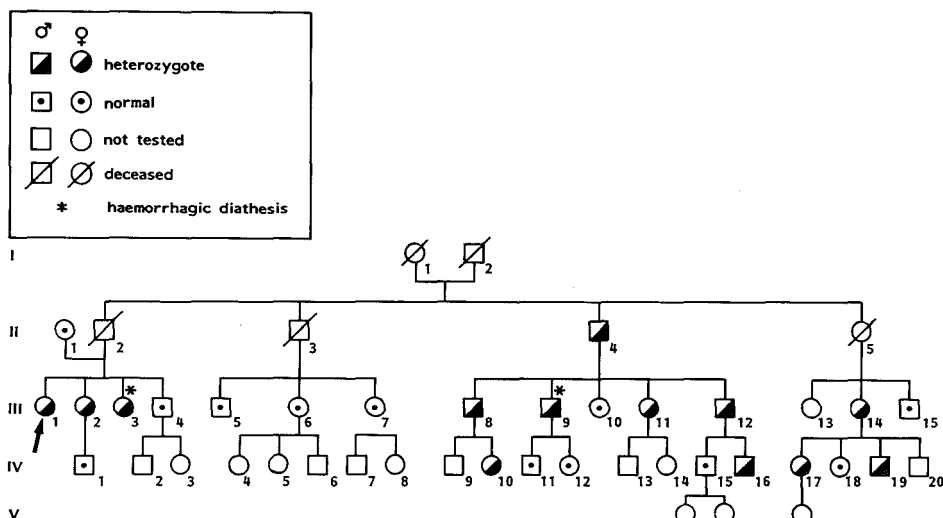 ♂ ♀
heterozygote
normal
not tested
deceased
* haemorrhagic diathesis
I
1 2
II
1 2 3 4 5
*
*
III
1 2 3 4 5 6 7 8 9 10 11 12 13 14 15
IV
1 2 3 4 5 6 7 8 9 10 11 12 13 14 15 16 17 18 19 20
V